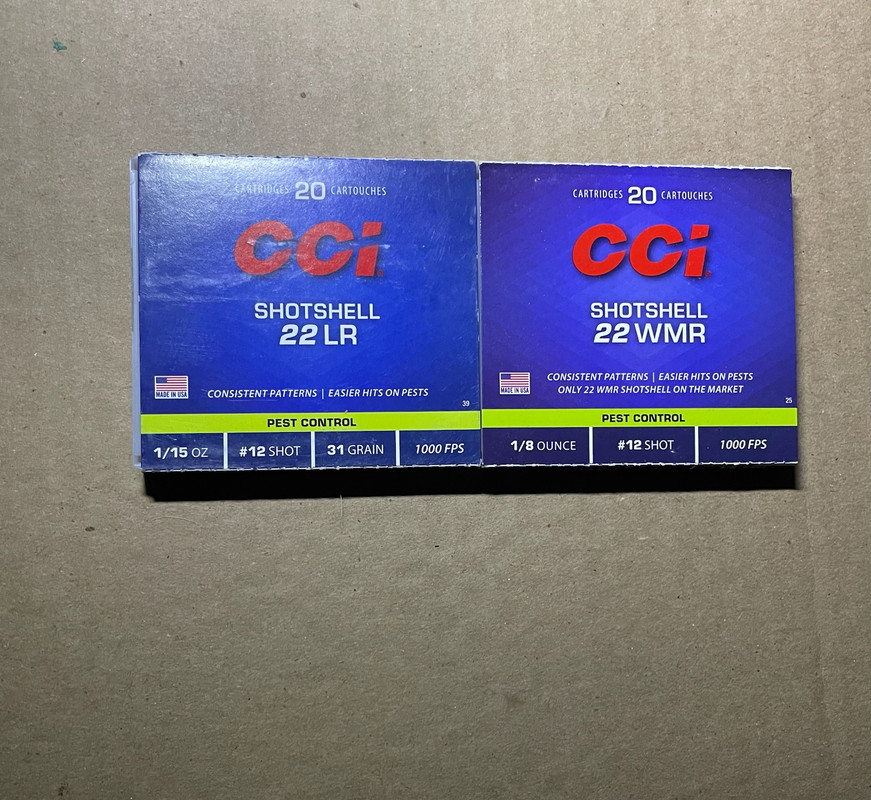 CARTRIDGES 20 CARTOUCHES
CCi
SHOTSHELL
22 LR
MADE IN USA
CONSISTENT PATTERNS | EASIER HITS ON PESTS
39
PEST CONTROL
1/15 OZ
#12 SHOT
31 GRAIN
1000 FPS
CARTRIDGES 20 CARTOUCHES
CCi
SHOTSHELL
22 WMR
CONSISTENT PATTERNS | EASIER HITS ON PESTS
ONLY 22 WMR SHOTSHELL ON THE MARKET
MADE IN USA
25
PEST CONTROL
1/8 OUNCE
#12 SHOT
1000 FPS